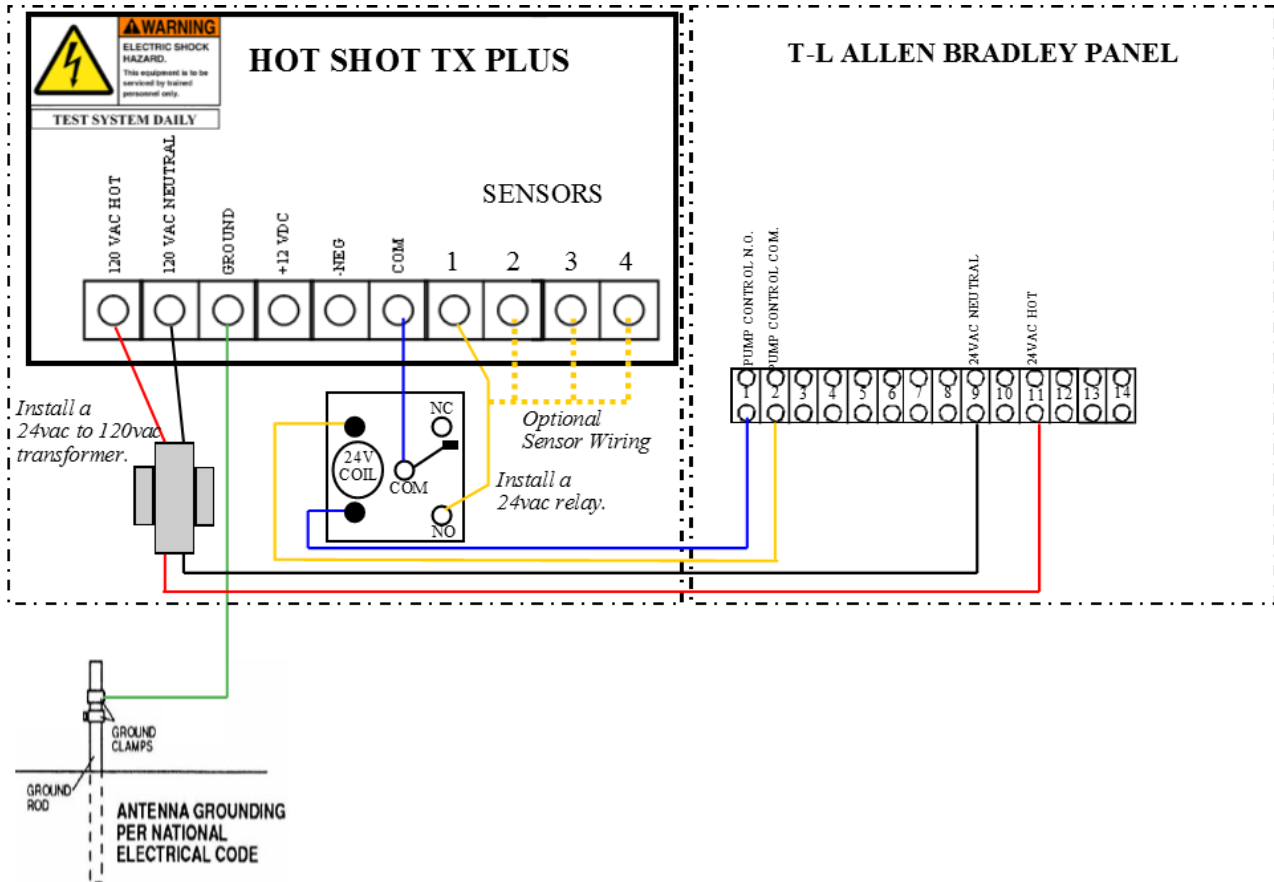 WARNING
ELECTRIC SHOCK
HAZARD.
This equipment is to be
serviced by trained
personnel only.
TEST SYSTEM DAILY
HOT SHOT TX PLUS
T-L ALLEN BRADLEY PANEL
SENSORS
120 VAC HOT
120 VAC NEUTRAL
GROUND
+12 VDC
-NEG
COM
1
2
3
4
PUMP CONTROL N.O.
PUMP CONTROL COM.
24VAC NEUTRAL
24VAC HOT
1
2
3
4
5
6
7
8
9
10
11
12
13
14
Install a
24vac to 120vac
transformer.
24V
COIL
NC
COM
NO
Optional
Sensor Wiring
Install a
24vac relay.
GROUND
CLAMPS
GROUND
ROD
ANTENNA GROUNDING
PER NATIONAL
ELECTRICAL CODE